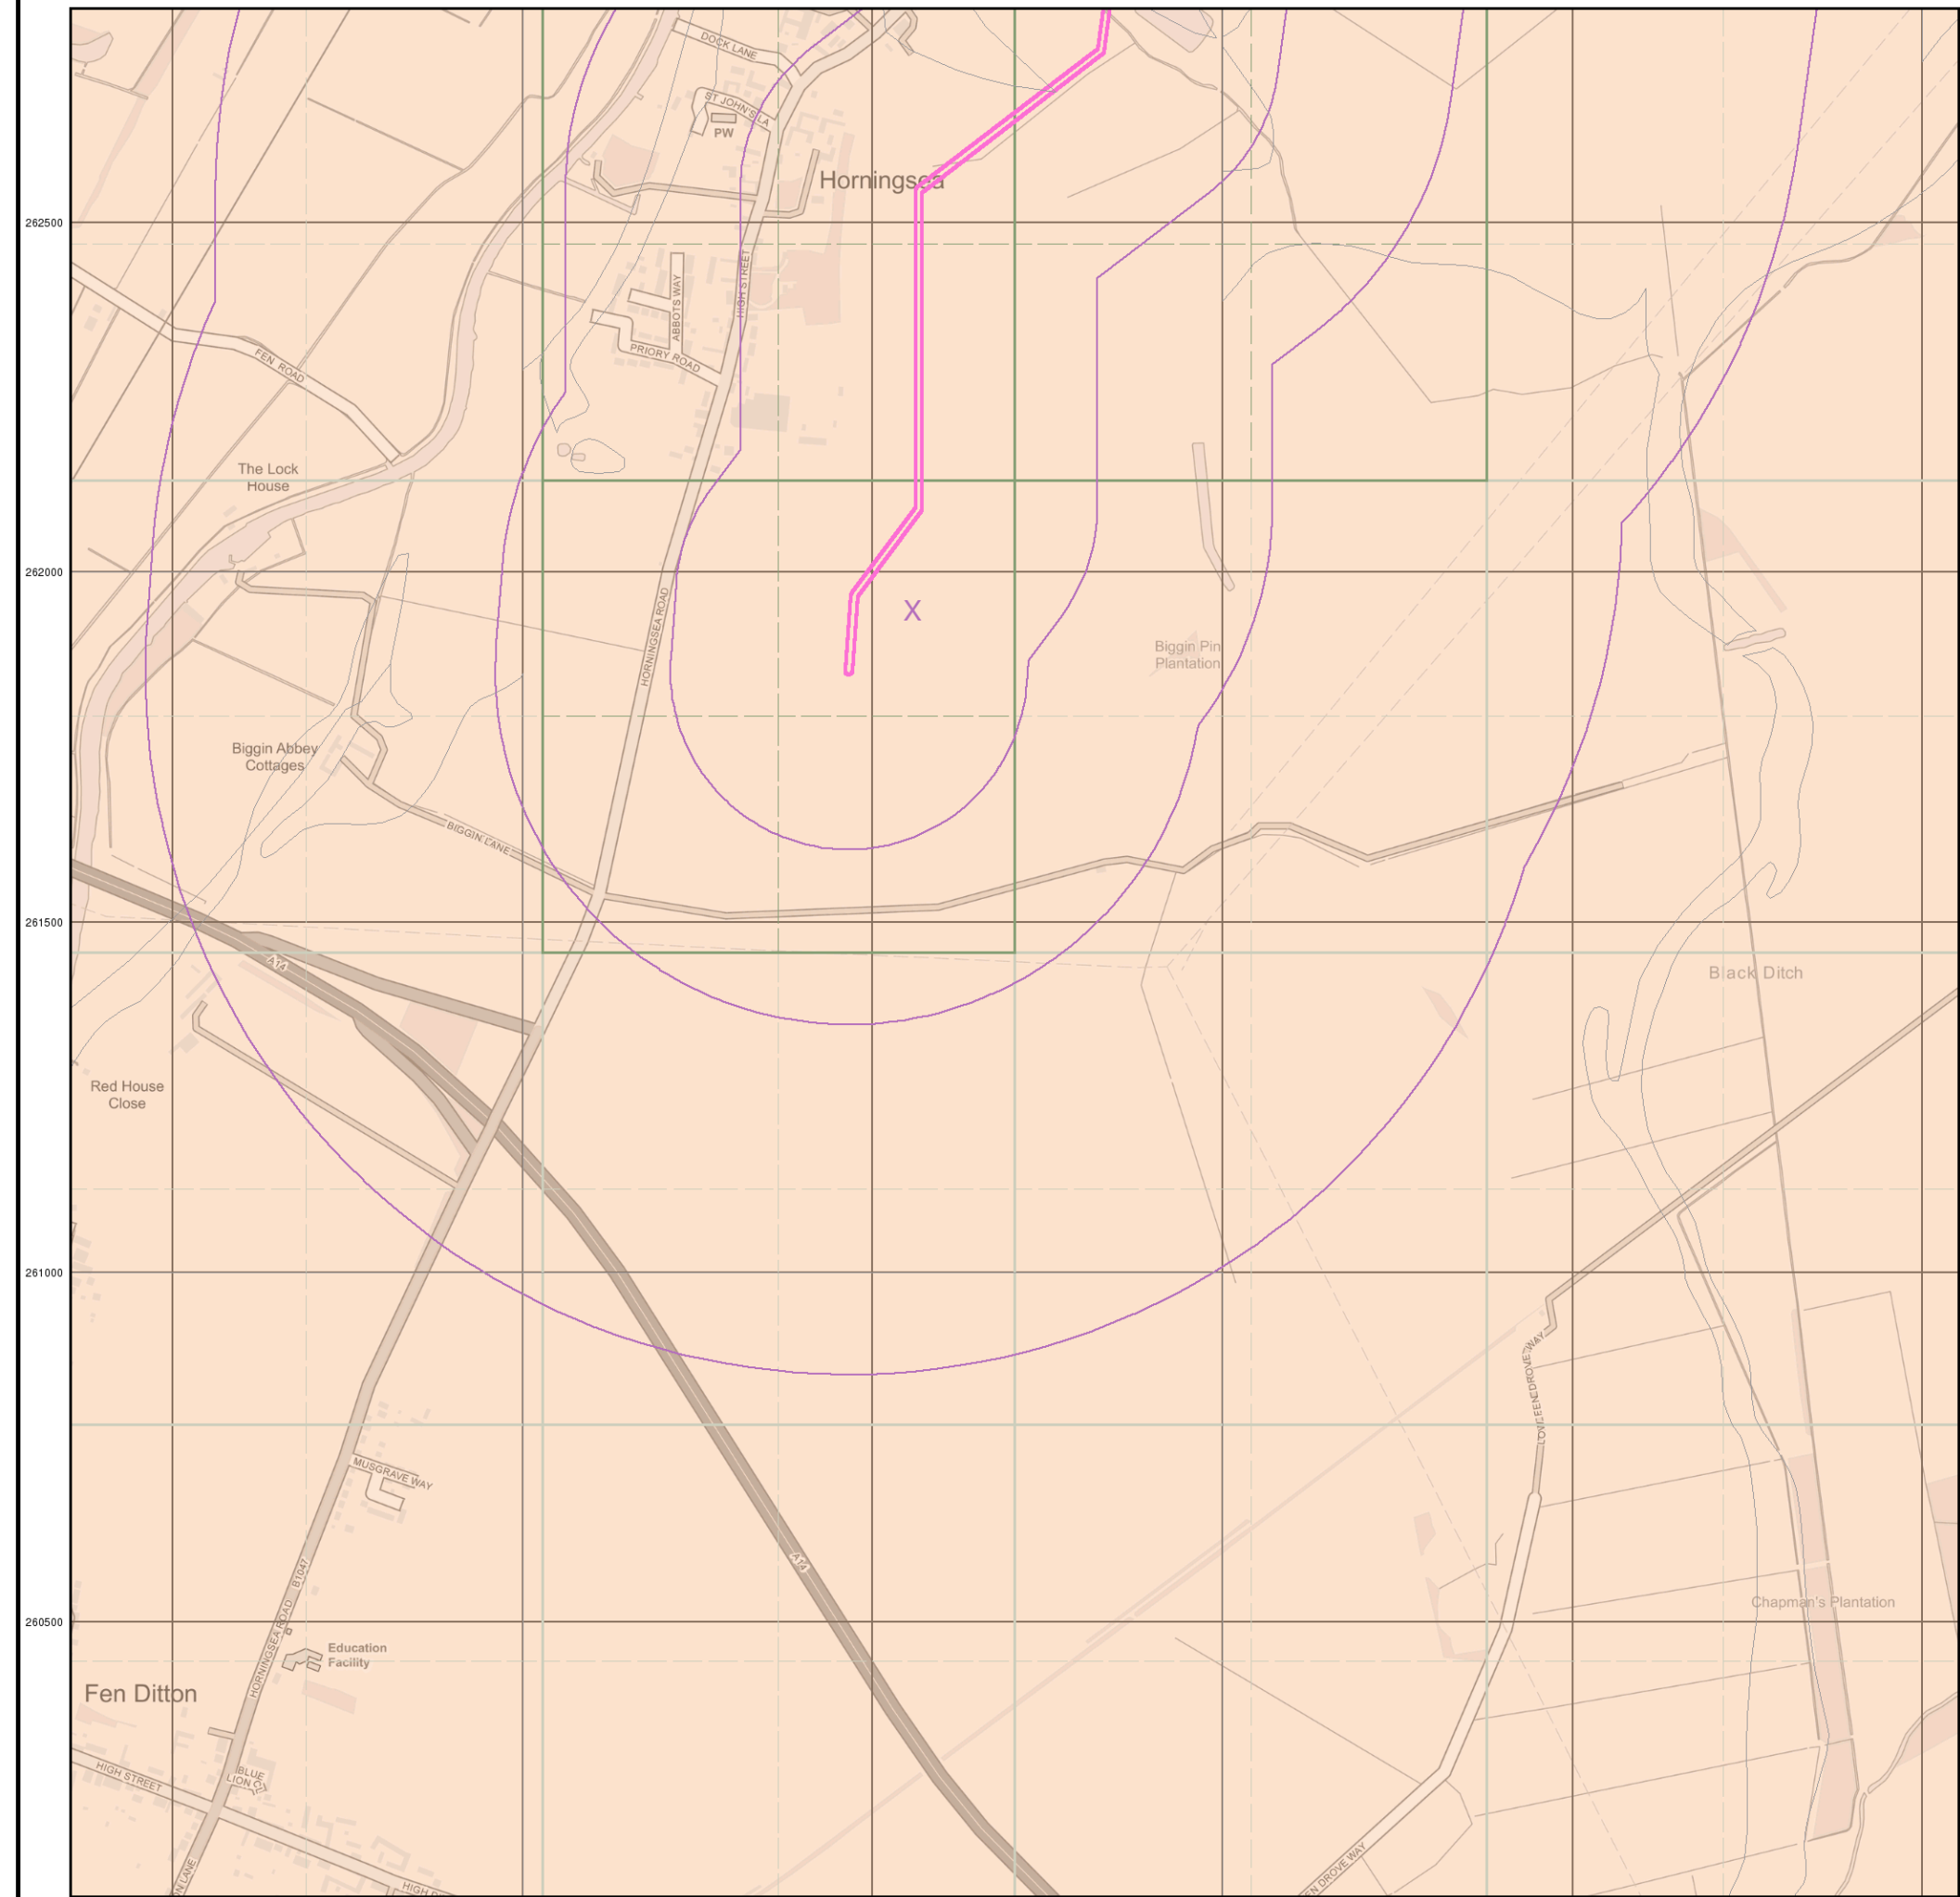 DOCK LANE
ST JOHN'S LA
PW
Horningsea
262500
HIGH STREET
ABBOTS WAY
PRIORY ROAD
FEN ROAD
The Lock
House
262000
X
HORNINGSEA ROAD
Biggin Pin
Plantation
Biggin Abbey
Cottages
BIGGIN LANE
261500
A14
Black Ditch
Red House
Close
261000
MUSGRAVE WAY
A14
B1047
HORNINGSEA ROAD
260500
Chapman's Plantation
Education
Facility
Fen Ditton
HIGH STREET
BLUE
LION CL
EN DROVE WAY